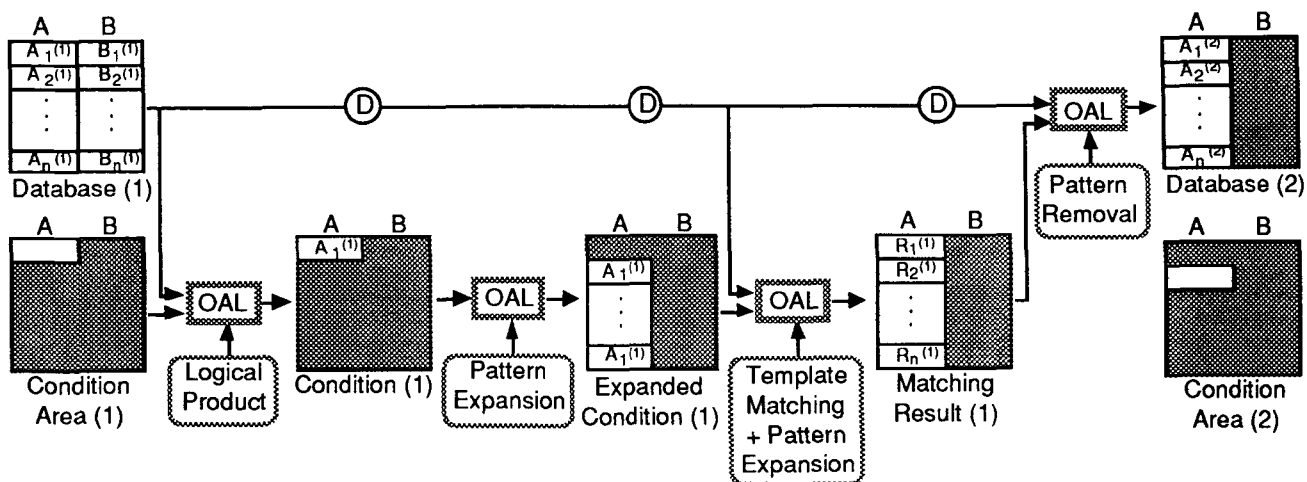 A B
A₁⁽¹⁾ B₁⁽¹⁾
A₂⁽¹⁾ B₂⁽¹⁾
⋮ ⋮
Aₙ⁽¹⁾ Bₙ⁽¹⁾
Database (1)
D
D
D
OAL
Pattern
Removal
A B
A₁⁽²⁾
A₂⁽²⁾
⋮
Aₙ⁽²⁾
Database (2)
A B
Condition
Area (1)
OAL
Logical
Product
A B
A₁⁽¹⁾
Condition (1)
OAL
Pattern
Expansion
A B
A₁⁽¹⁾
⋮
A₁⁽¹⁾
Expanded
Condition (1)
OAL
Template
Matching
+ Pattern
Expansion
A B
R₁⁽¹⁾
R₂⁽¹⁾
⋮
Rₙ⁽¹⁾
Matching
Result (1)
A B
Condition
Area (2)